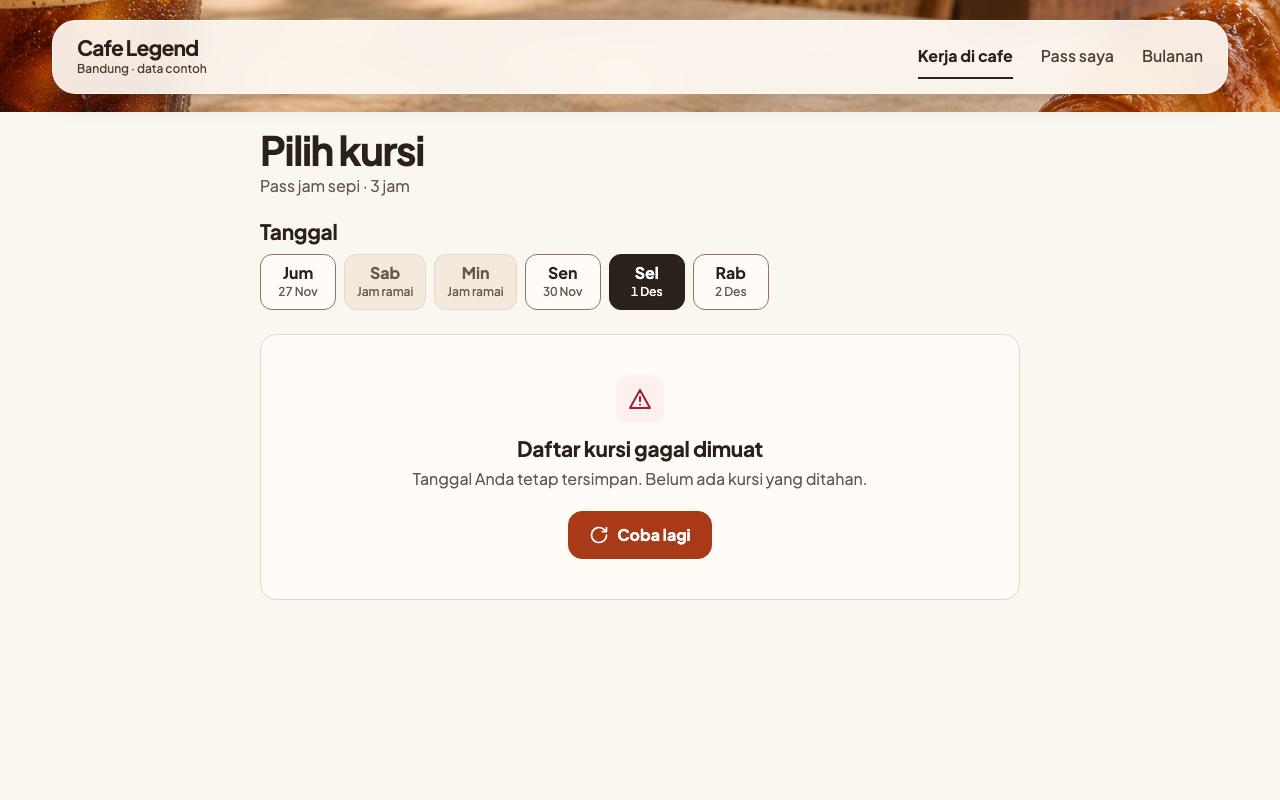 Cafe Legend
Bandung · data contoh
Kerja di cafe
Pass saya
Bulanan
Pilih kursi
Pass jam sepi · 3 jam
Tanggal
Jum
27 Nov
Sab
Jam ramai
Min
Jam ramai
Sen
30 Nov
Sel
1 Des
Rab
2 Des
Daftar kursi gagal dimuat
Tanggal Anda tetap tersimpan. Belum ada kursi yang ditahan.
Coba lagi